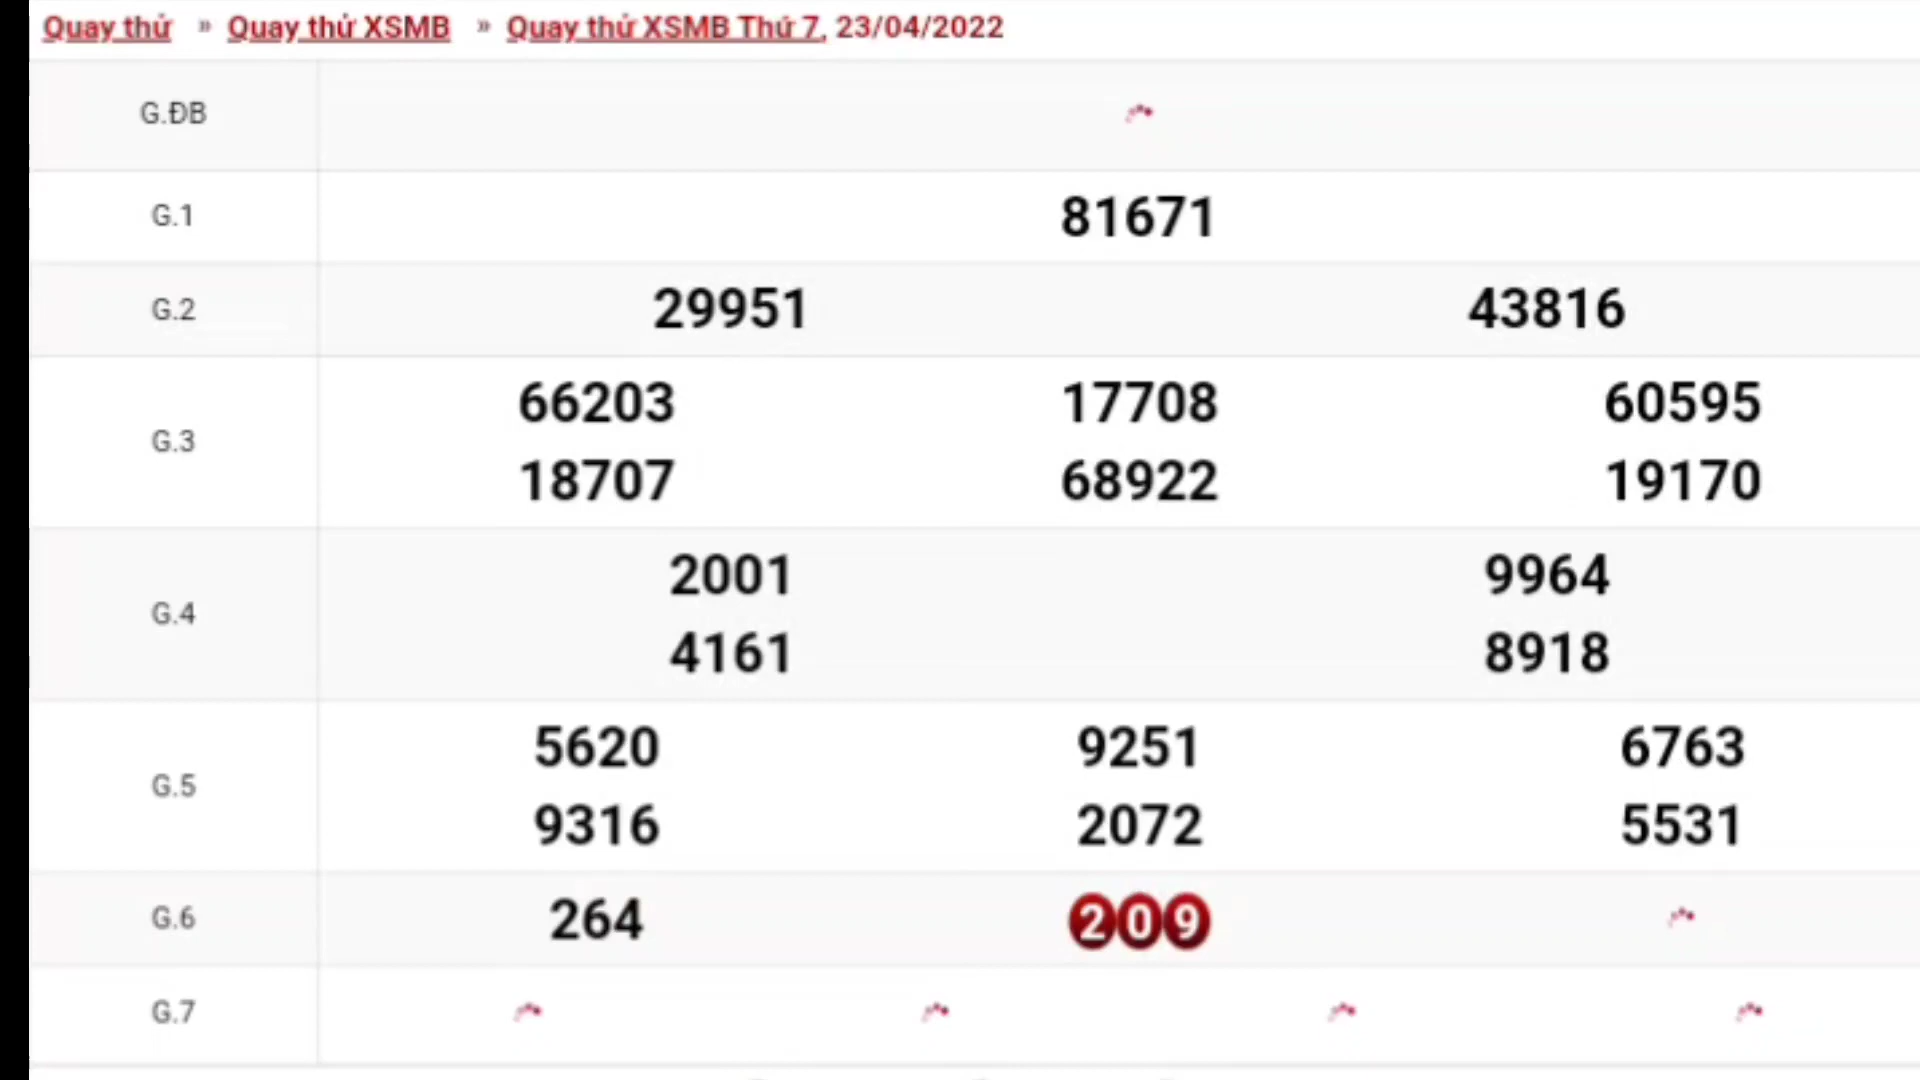 Quay thử » Quay thử XSMB » Quay thử XSMB Thứ 7, 23/04/2022
G.ĐB
G.1 81671
G.2 29951 43816
G.3 66203 17708 60595
18707 68922 19170
G.4 2001 9964
4161 8918
G.5 5620 9251 6763
9316 2072 5531
G.6 264 209
G.7